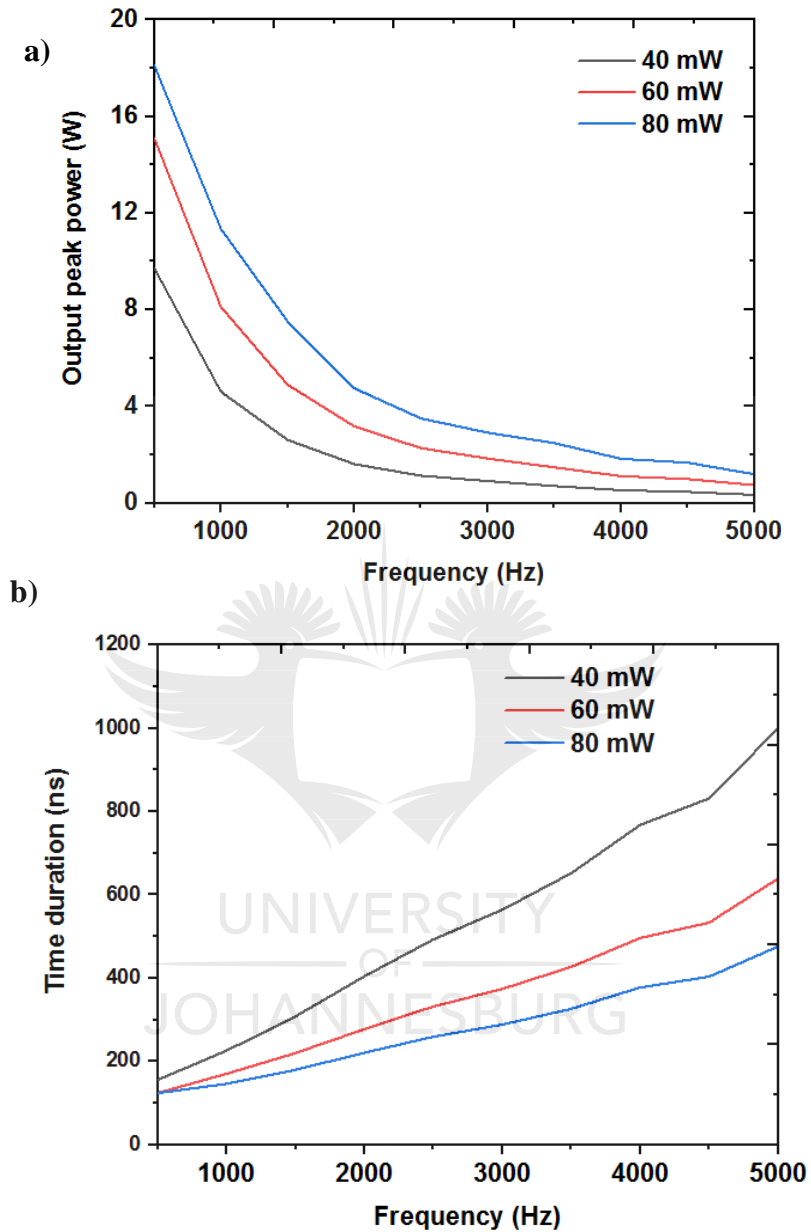 a)
20
16
12
8
4
0
Output peak power (W)
40 mW
60 mW
80 mW
1000 2000 3000 4000 5000
Frequency (Hz)
b)
1200
1000
800
600
400
200
0
Time duration (ns)
40 mW
60 mW
80 mW
UNIVERSITY
OF
JOHANNESBURG
1000 2000 3000 4000 5000
Frequency (Hz)